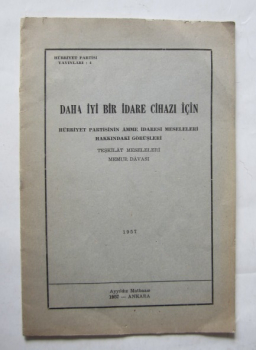 HÜRRİYET PARTİSİ
YAYINLARI : 4
DAHA İYİ BİR İDARE CİHAZI İÇİN
HÜRRİYET PARTİSİNİN ÂMME İDARESİ MESELELERİ
HAKKINDAKİ GÖRÜŞLERİ
TEŞKİLÂT MESELELERİ
MEMUR DAVASI
1957
Ayyıldız Matbaası
1957 — ANKARA